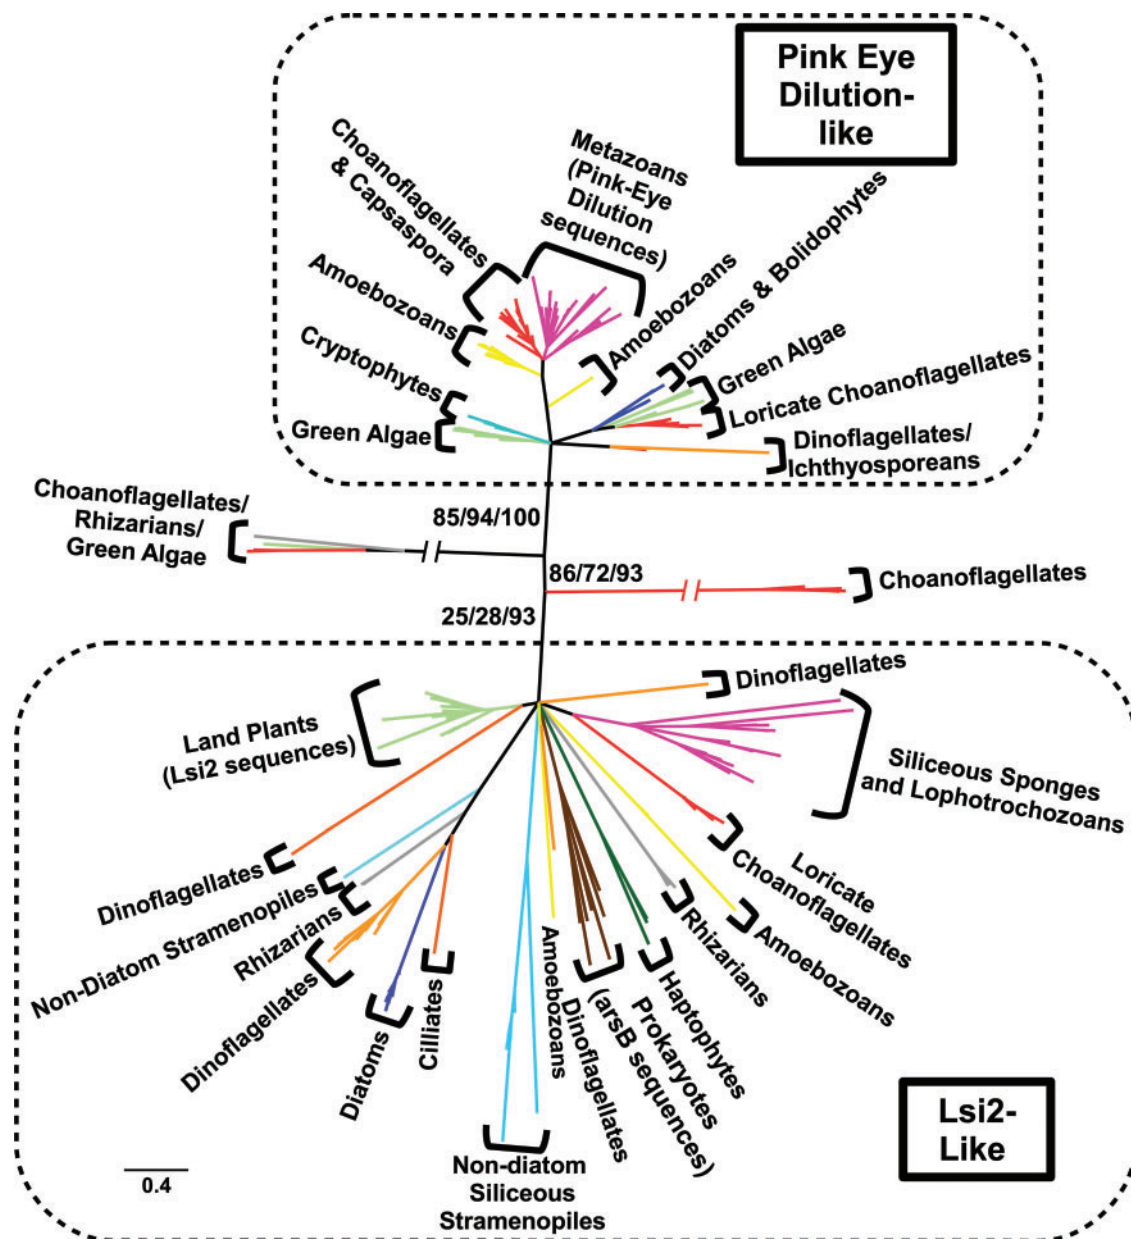 Pink Eye
Dilution-
like
Choanoflagellates
& Capsaspora
Metazoans
(Pink-Eye
Dilution
sequences)
Amoebozoans
Cryptophytes
Green Algae
Amoebozoans
Diatoms & Bolidophytes
Green Algae
Loricate Choanoflagellates
Dinoflagellates/
Ichthyosporeans
Choanoflagellates/
Rhizarians/
Green Algae
85/94/100
86/72/93
Choanoflagellates
25/28/93
Dinoflagellates
Land Plants
(Lsi2 sequences)
Siliceous Sponges
and Lophotrochozoans
Loricate
Choanoflagellates
Amoebozoans
Rhizarians
Haptophytes
Prokaryotes
(arsB sequences)
Dinoflagellates
Amoebozoans
Non-diatom
Siliceous
Stramenopiles
Cilliates
Diatoms
Dinoflagellates
Rhizarians
Non-Diatom Stramenopiles
Dinoflagellates
Lsi2-
Like
0.4